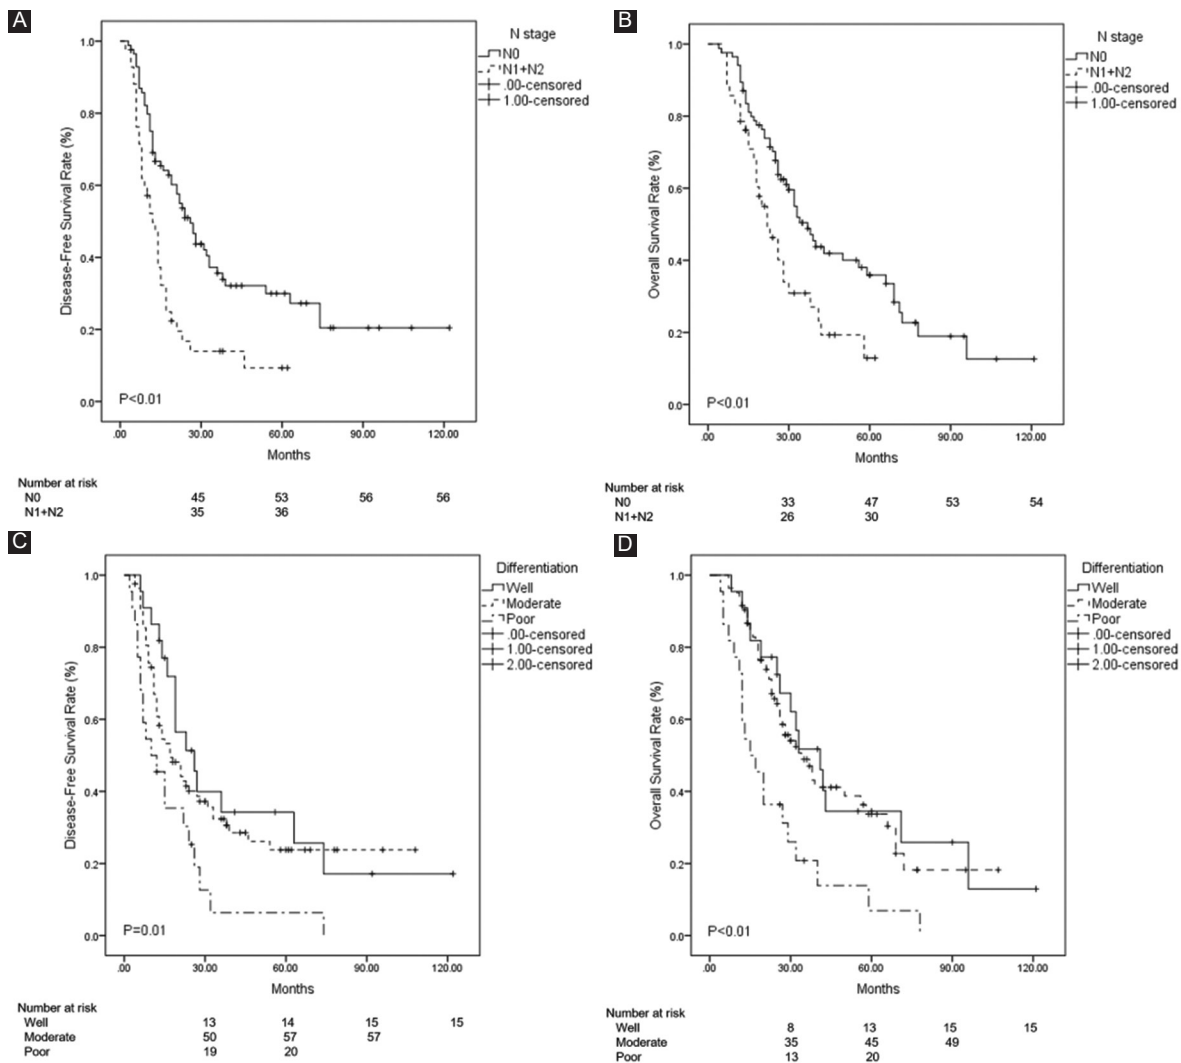 A
Disease-Free Survival Rate (%)
1.0
0.8
0.6
0.4
0.2
0.0
.00 30.00 60.00 90.00 120.00
Months
P<0.01
N stage
N0
N1+N2
.00-censored
1.00-censored
Number at risk
N0 45 53 56 56
N1+N2 35 36
B
Overall Survival Rate (%)
1.0
0.8
0.6
0.4
0.2
0.0
.00 30.00 60.00 90.00 120.00
Months
P<0.01
N stage
N0
N1+N2
.00-censored
1.00-censored
Number at risk
N0 33 47 53 54
N1+N2 26 30
C
Disease-Free Survival Rate (%)
1.0
0.8
0.6
0.4
0.2
0.0
.00 30.00 60.00 90.00 120.00
Months
P=0.01
Differentiation
Well
Moderate
Poor
.00-censored
1.00-censored
2.00-censored
Number at risk
Well 13 14 15 15
Moderate 50 57 57
Poor 19 20
D
Overall Survival Rate (%)
1.0
0.8
0.6
0.4
0.2
0.0
.00 30.00 60.00 90.00 120.00
Months
P<0.01
Differentiation
Well
Moderate
Poor
.00-censored
1.00-censored
2.00-censored
Number at risk
Well 8 13 15 15
Moderate 35 45 49
Poor 13 20